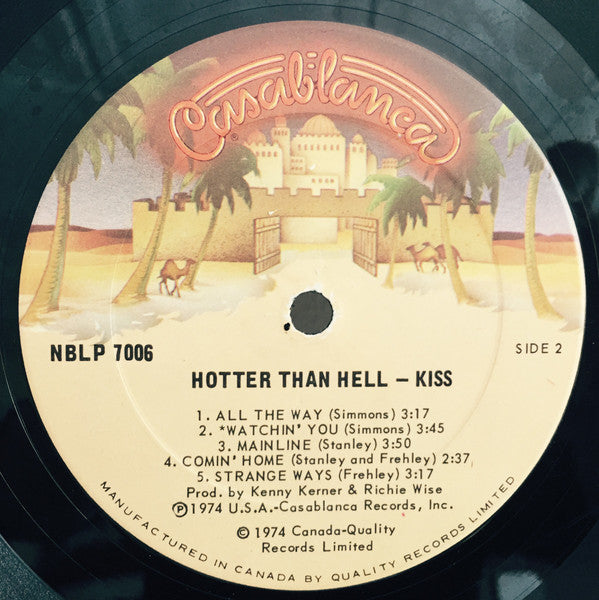 Casablanca
®
NBLP 7006
SIDE 2
HOTTER THAN HELL – KISS
1. ALL THE WAY (Simmons) 3:17
2. *WATCHIN' YOU (Simmons) 3:45
3. MAINLINE (Stanley) 3:50
4. COMIN' HOME (Stanley and Frehley) 2:37
5. STRANGE WAYS (Frehley) 3:17
Prod. by Kenny Kerner & Richie Wise
Ⓟ1974 U.S.A.-Casablanca Records, Inc.
© 1974 Canada-Quality
Records Limited
MANUFACTURED IN CANADA BY QUALITY RECORDS LIMITED